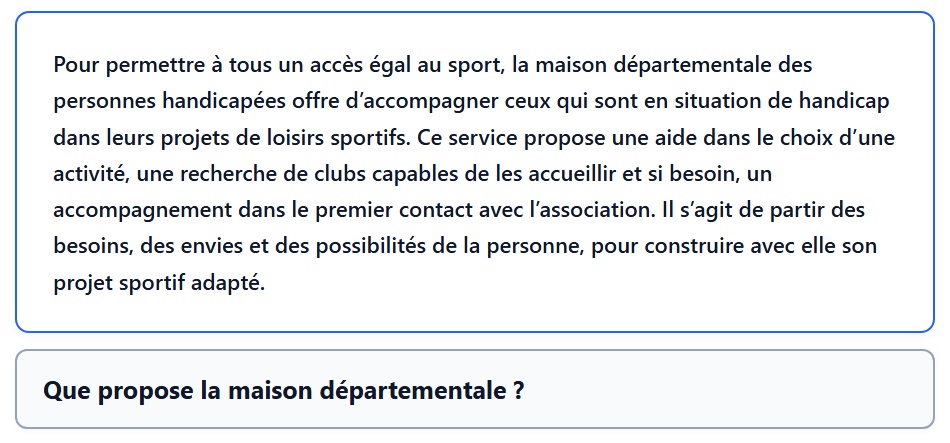 Pour permettre à tous un accès égal au sport, la maison départementale des
personnes handicapées offre d’accompagner ceux qui sont en situation de handicap
dans leurs projets de loisirs sportifs. Ce service propose une aide dans le choix d’une
activité, une recherche de clubs capables de les accueillir et si besoin, un
accompagnement dans le premier contact avec l’association. Il s’agit de partir des
besoins, des envies et des possibilités de la personne, pour construire avec elle son
projet sportif adapté.
Que propose la maison départementale ?